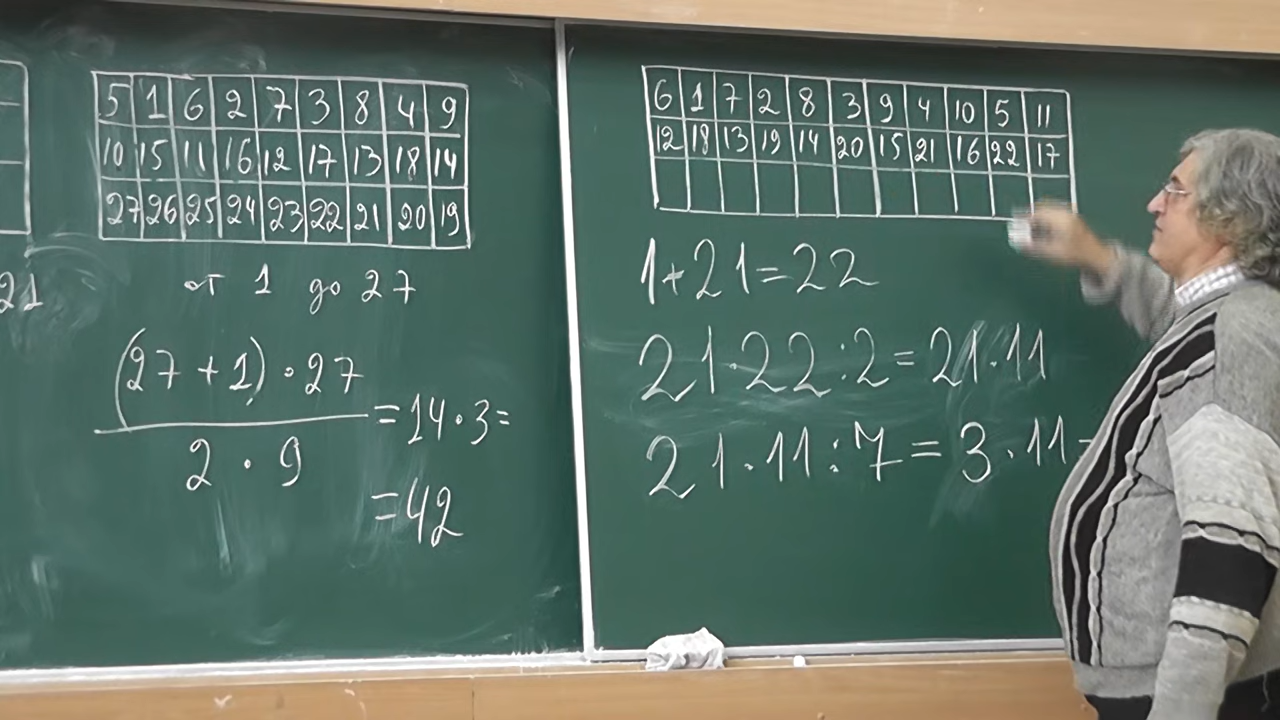 5 1 6 2 7 3 8 4 9
10 15 11 16 12 17 13 18 14
27 26 25 24 23 22 21 20 19
21
от 1 до 27
(27 + 1) · 27
2 · 9
= 14 · 3 =
= 42
6 1 7 2 8 3 9 4 10 5 11
12 18 13 19 14 20 15 21 16 22 17
1+21=22
21·22:2=21·11
21·11:7=3·11